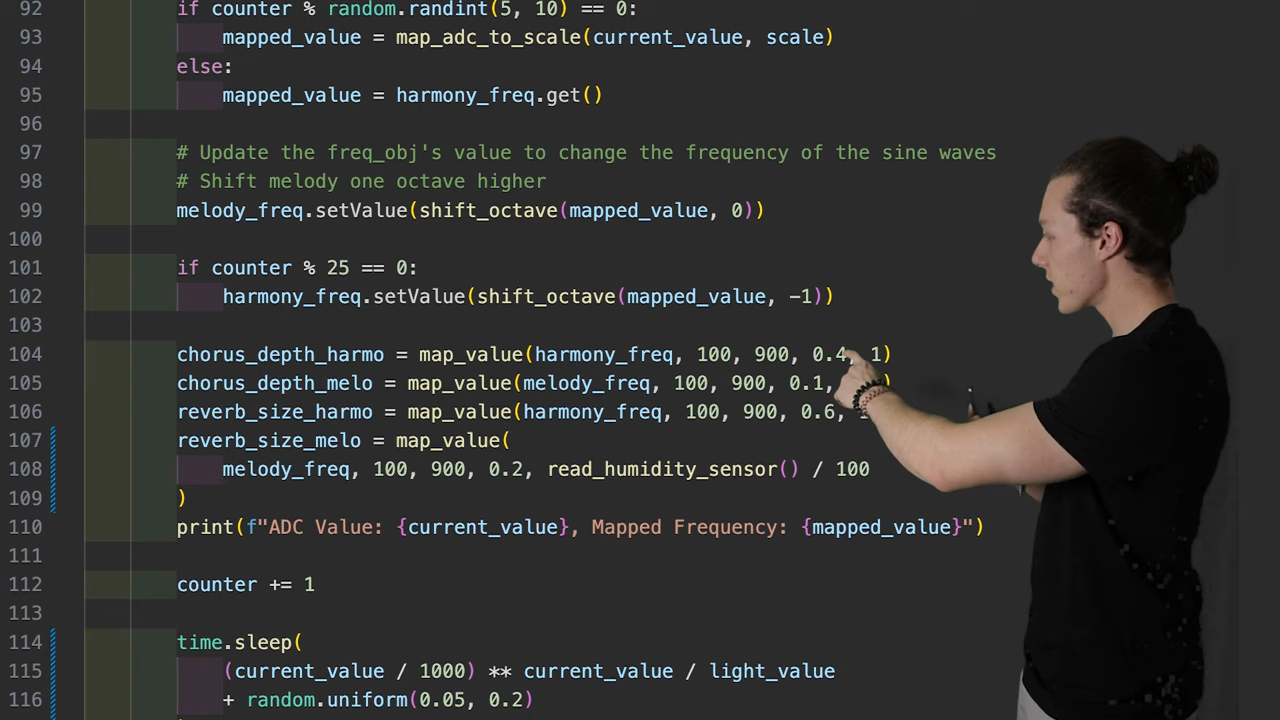 92 if counter % random.randint(5, 10) == 0:
93 mapped_value = map_adc_to_scale(current_value, scale)
94 else:
95 mapped_value = harmony_freq.get()
96
97 # Update the freq_obj's value to change the frequency of the sine waves
98 # Shift melody one octave higher
99 melody_freq.setValue(shift_octave(mapped_value, 0))
100
101 if counter % 25 == 0:
102 harmony_freq.setValue(shift_octave(mapped_value, -1))
103
104 chorus_depth_harmo = map_value(harmony_freq, 100, 900, 0.4, 1)
105 chorus_depth_melo = map_value(melody_freq, 100, 900, 0.1, )
106 reverb_size_harmo = map_value(harmony_freq, 100, 900, 0.6,
107 reverb_size_melo = map_value(
108 melody_freq, 100, 900, 0.2, read_humidity_sensor() / 100
109 )
110 print(f"ADC Value: {current_value}, Mapped Frequency: {mapped_value}")
111
112 counter += 1
113
114 time.sleep(
115 (current_value / 1000) ** current_value / light_value
116 + random.uniform(0.05, 0.2)